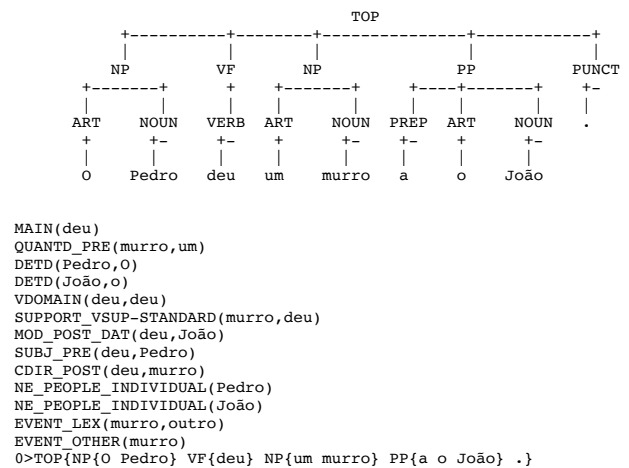 TOP
+----------+--------+---------------+------------+
| | | | |
NP VF NP PP PUNCT
+-------+ + +-------+ +----+-------+ +-
| | | | | | | | |
ART NOUN VERB ART NOUN PREP ART NOUN .
+ +- +- + +- +- + +-
| | | | | | | |
O Pedro deu um murro a o João
MAIN(deu)
QUANTD_PRE(murro,um)
DETD(Pedro,O)
DETD(João,o)
VDOMAIN(deu,deu)
SUPPORT_VSUP-STANDARD(murro,deu)
MOD_POST_DAT(deu,João)
SUBJ_PRE(deu,Pedro)
CDIR_POST(deu,murro)
NE_PEOPLE_INDIVIDUAL(Pedro)
NE_PEOPLE_INDIVIDUAL(João)
EVENT_LEX(murro,outro)
EVENT_OTHER(murro)
0>TOP{NP{O Pedro} VF{deu} NP{um murro} PP{a o João} .}